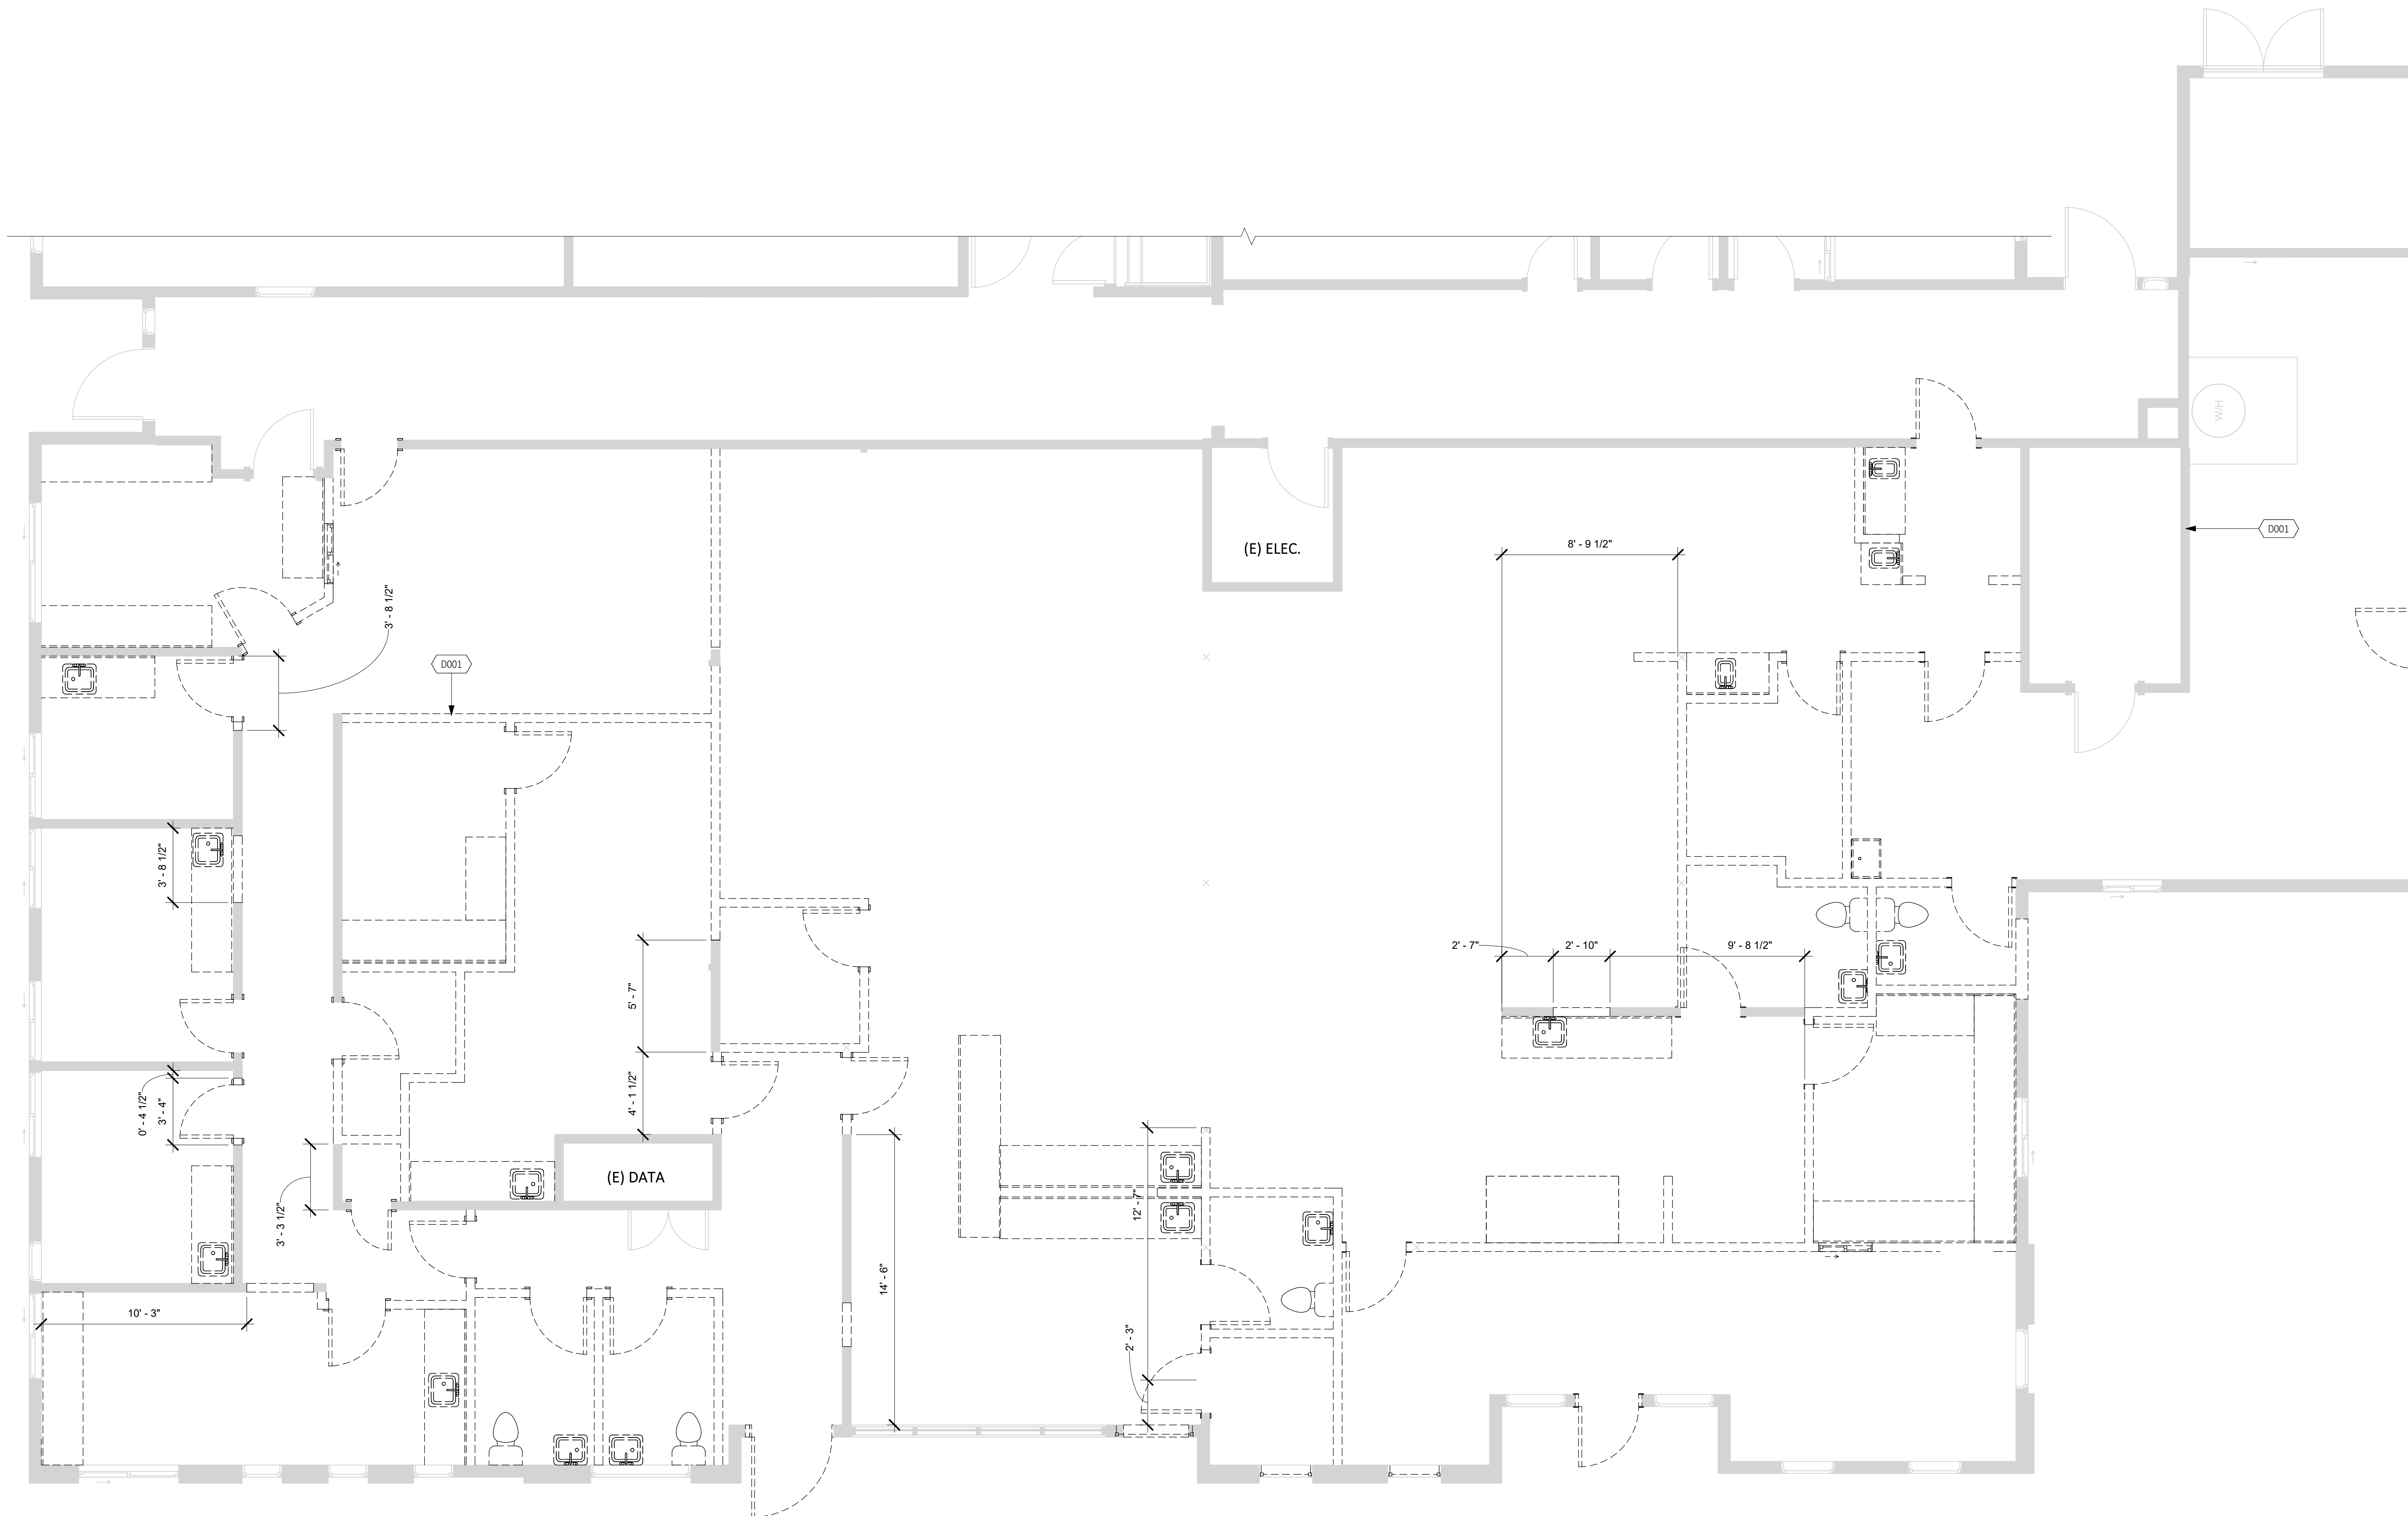 W/H
(E) ELEC.
D001
8' - 9 1/2"
3' - 8 1/2"
D001
3' - 8 1/2"
2' - 7"
2' - 10"
9' - 8 1/2"
5' - 7"
4' - 1 1/2"
0' - 4 1/2"
3' - 4"
(E) DATA
3' - 3 1/2"
12' - 7"
14' - 6"
10' - 3"
2' - 3"